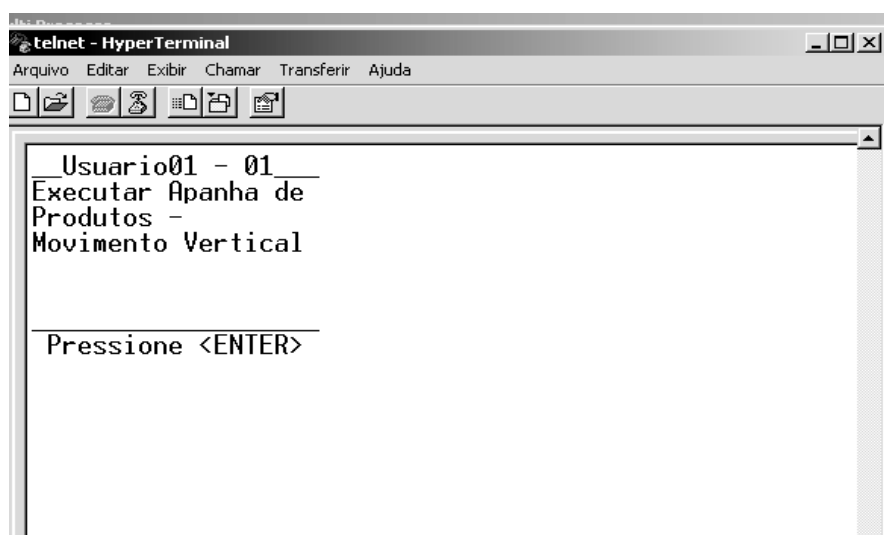 telnet - HyperTerminal
Arquivo Editar Exibir Chamar Transferir Ajuda
__Usuario01 - 01___
Executar Apanha de
Produtos -
Movimento Vertical
Pressione <ENTER>